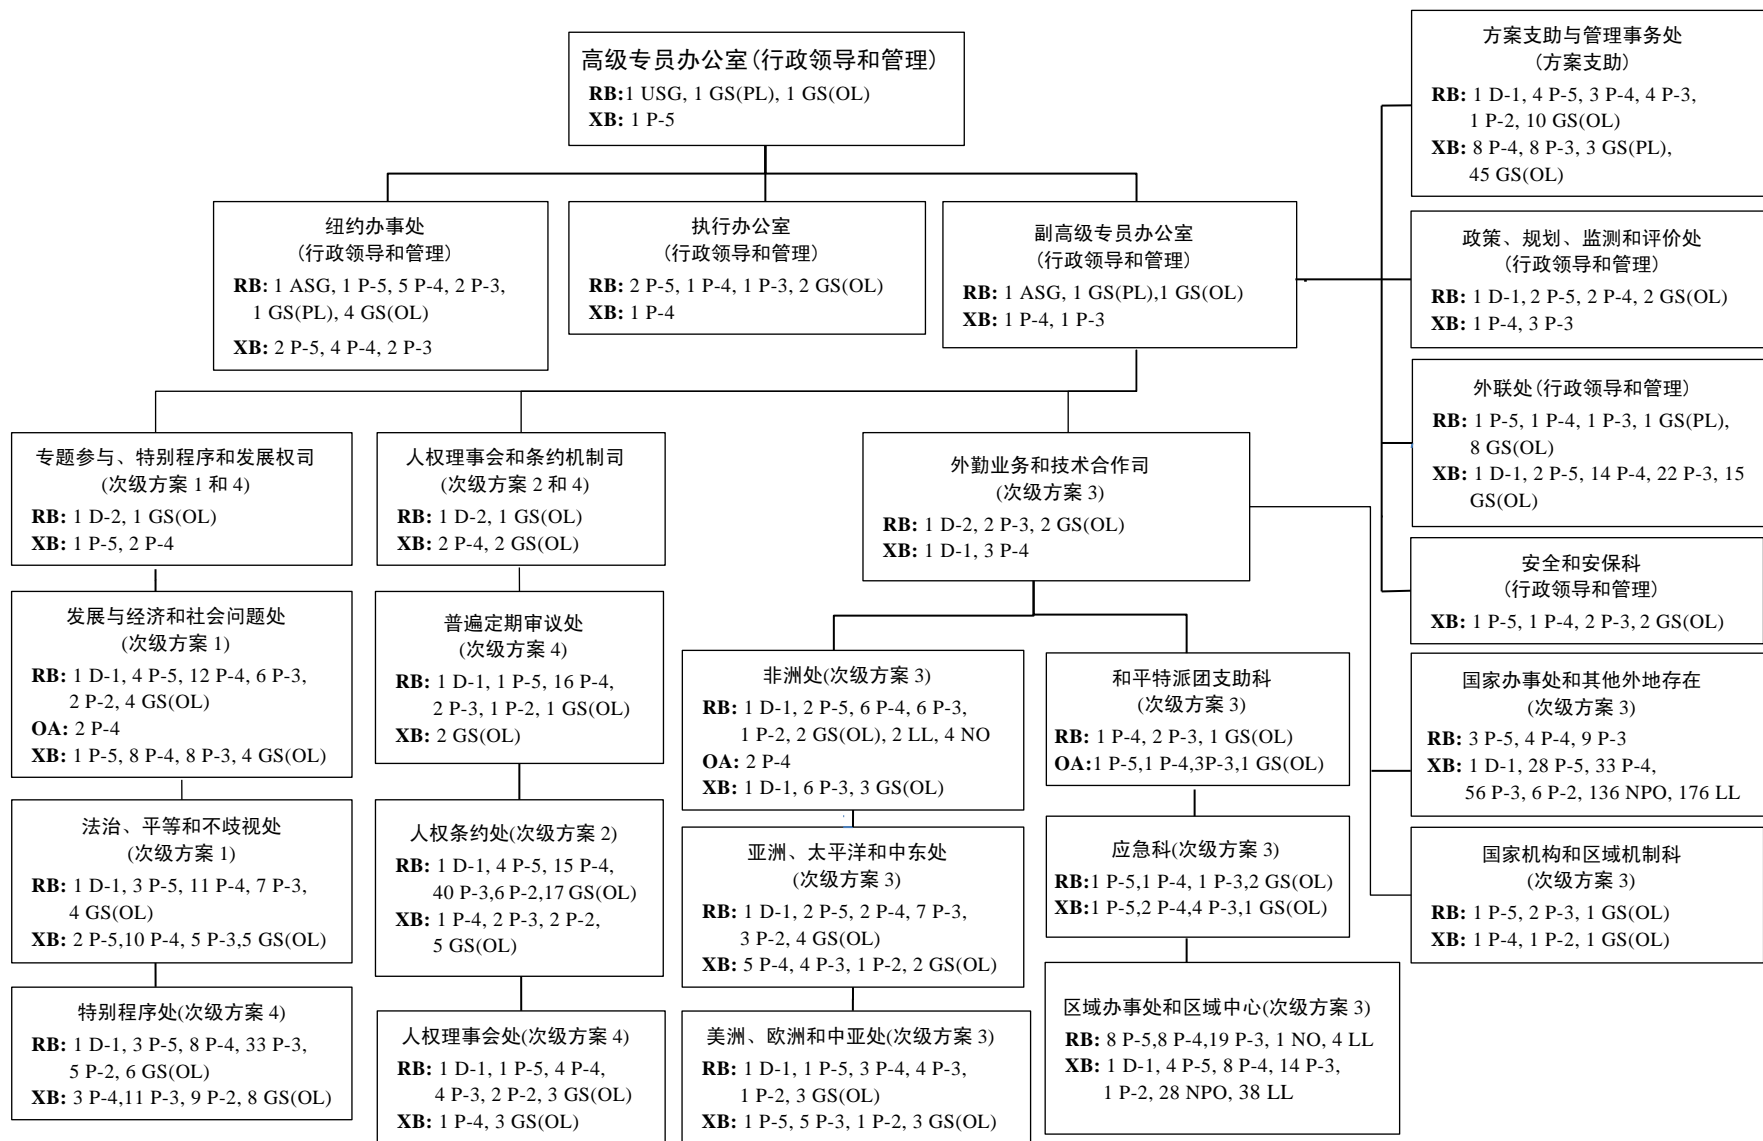 高级专员办公室(行政领导和管理)
RB:1 USG, 1 GS(PL), 1 GS(OL)
XB: 1 P-5
纽约办事处
(行政领导和管理)
RB: 1 ASG, 1 P-5, 5 P-4, 2 P-3,
1 GS(PL), 4 GS(OL)
XB: 2 P-5, 4 P-4, 2 P-3
执行办公室
(行政领导和管理)
RB: 2 P-5, 1 P-4, 1 P-3, 2 GS(OL)
XB: 1 P-4
副高级专员办公室
(行政领导和管理)
RB: 1 ASG, 1 GS(PL),1 GS(OL)
XB: 1 P-4, 1 P-3
方案支助与管理事务处
(方案支助)
RB: 1 D-1, 4 P-5, 3 P-4, 4 P-3,
1 P-2, 10 GS(OL)
XB: 8 P-4, 8 P-3, 3 GS(PL),
45 GS(OL)
政策、规划、监测和评价处
(行政领导和管理)
RB: 1 D-1, 2 P-5, 2 P-4, 2 GS(OL)
XB: 1 P-4, 3 P-3
外联处(行政领导和管理)
RB: 1 P-5, 1 P-4, 1 P-3, 1 GS(PL),
8 GS(OL)
XB: 1 D-1, 2 P-5, 14 P-4, 22 P-3, 15
GS(OL)
安全和安保科
(行政领导和管理)
XB: 1 P-5, 1 P-4, 2 P-3, 2 GS(OL)
专题参与、特别程序和发展权司
(次级方案 1 和 4)
RB: 1 D-2, 1 GS(OL)
XB: 1 P-5, 2 P-4
发展与经济和社会问题处
(次级方案 1)
RB: 1 D-1, 4 P-5, 12 P-4, 6 P-3,
2 P-2, 4 GS(OL)
OA: 2 P-4
XB: 1 P-5, 8 P-4, 8 P-3, 4 GS(OL)
法治、平等和不歧视处
(次级方案 1)
RB: 1 D-1, 3 P-5, 11 P-4, 7 P-3,
4 GS(OL)
XB: 2 P-5,10 P-4, 5 P-3,5 GS(OL)
特别程序处(次级方案 4)
RB: 1 D-1, 3 P-5, 8 P-4, 33 P-3,
5 P-2, 6 GS(OL)
XB: 3 P-4,11 P-3, 9 P-2, 8 GS(OL)
人权理事会和条约机制司
(次级方案 2 和 4)
RB: 1 D-2, 1 GS(OL)
XB: 2 P-4, 2 GS(OL)
普遍定期审议处
(次级方案 4)
RB: 1 D-1, 1 P-5, 16 P-4,
2 P-3, 1 P-2, 1 GS(OL)
XB: 2 GS(OL)
人权条约处(次级方案 2)
RB: 1 D-1, 4 P-5, 15 P-4,
40 P-3,6 P-2,17 GS(OL)
XB: 1 P-4, 2 P-3, 2 P-2,
5 GS(OL)
人权理事会处(次级方案 4)
RB: 1 D-1, 1 P-5, 4 P-4,
4 P-3, 2 P-2, 3 GS(OL)
XB: 1 P-4, 3 GS(OL)
外勤业务和技术合作司
(次级方案 3)
RB: 1 D-2, 2 P-3, 2 GS(OL)
XB: 1 D-1, 3 P-4
非洲处(次级方案 3)
RB: 1 D-1, 2 P-5, 6 P-4, 6 P-3,
1 P-2, 2 GS(OL), 2 LL, 4 NO
OA: 2 P-4
XB: 1 D-1, 6 P-3, 3 GS(OL)
亚洲、太平洋和中东处
(次级方案 3)
RB: 1 D-1, 2 P-5, 2 P-4, 7 P-3,
3 P-2, 4 GS(OL)
XB: 5 P-4, 4 P-3, 1 P-2, 2 GS(OL)
美洲、欧洲和中亚处(次级方案 3)
RB: 1 D-1, 1 P-5, 3 P-4, 4 P-3,
1 P-2, 3 GS(OL)
XB: 1 P-5, 5 P-3, 1 P-2, 3 GS(OL)
和平特派团支助科
(次级方案 3)
RB: 1 P-4, 2 P-3, 1 GS(OL)
OA:1 P-5,1 P-4,3P-3,1 GS(OL)
应急科(次级方案 3)
RB:1 P-5,1 P-4, 1 P-3,2 GS(OL)
XB:1 P-5,2 P-4,4 P-3,1 GS(OL)
区域办事处和区域中心(次级方案 3)
RB: 8 P-5,8 P-4,19 P-3, 1 NO, 4 LL
XB: 1 D-1, 4 P-5, 8 P-4, 14 P-3,
1 P-2, 28 NPO, 38 LL
国家办事处和其他外地存在
(次级方案 3)
RB: 3 P-5, 4 P-4, 9 P-3
XB: 1 D-1, 28 P-5, 33 P-4,
56 P-3, 6 P-2, 136 NPO, 176 LL
国家机构和区域机制科
(次级方案 3)
RB: 1 P-5, 2 P-3, 1 GS(OL)
XB: 1 P-4, 1 P-2, 1 GS(OL)